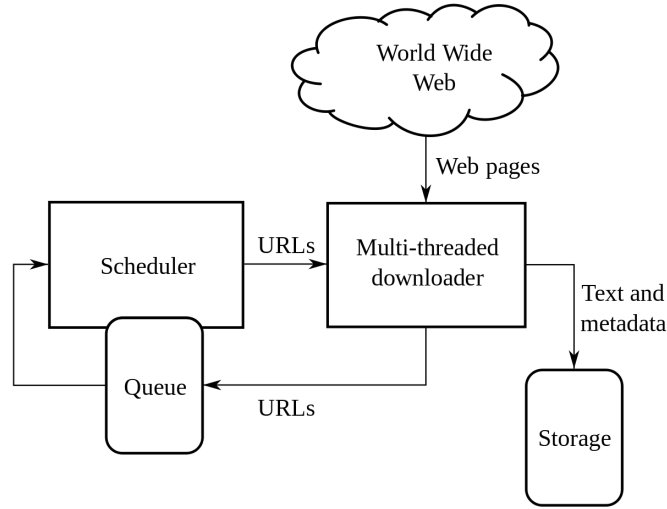 World Wide
Web
Web pages
Scheduler
URLs
Multi-threaded
downloader
Text and
metadata
Queue
URLs
Storage